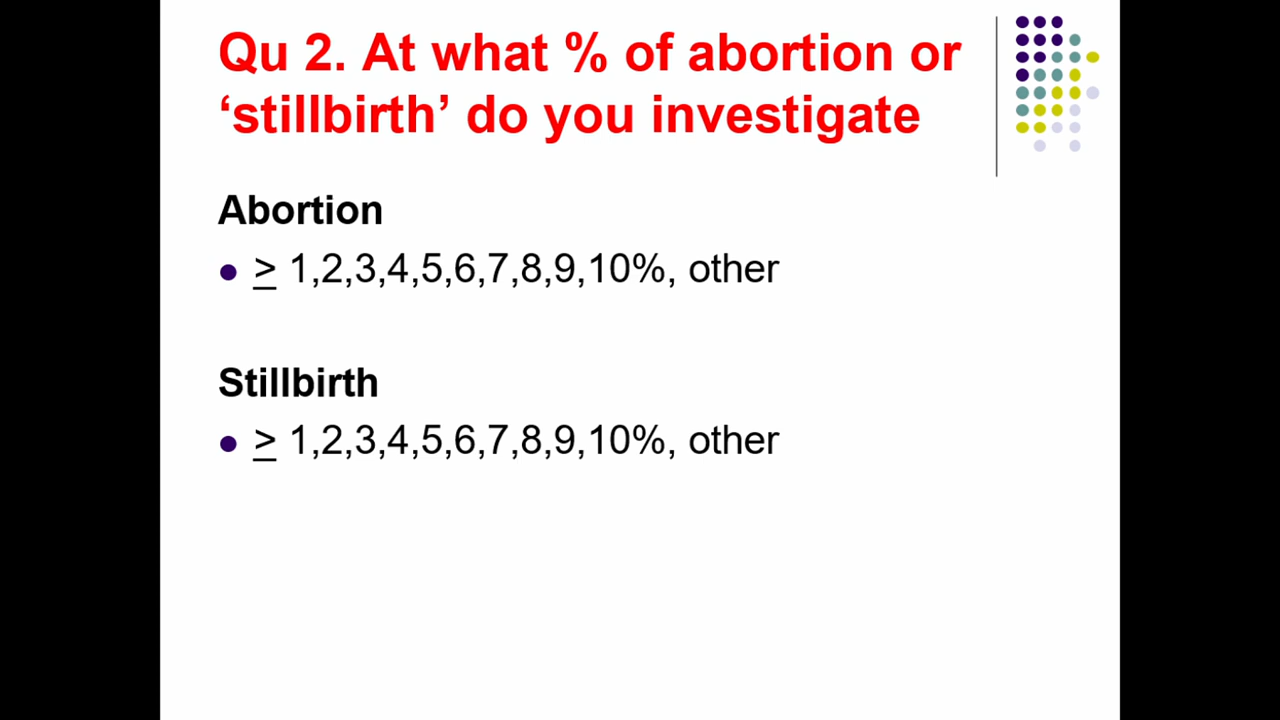 Qu 2. At what % of abortion or
‘stillbirth’ do you investigate
Abortion
● ≥ 1,2,3,4,5,6,7,8,9,10%, other
Stillbirth
● ≥ 1,2,3,4,5,6,7,8,9,10%, other